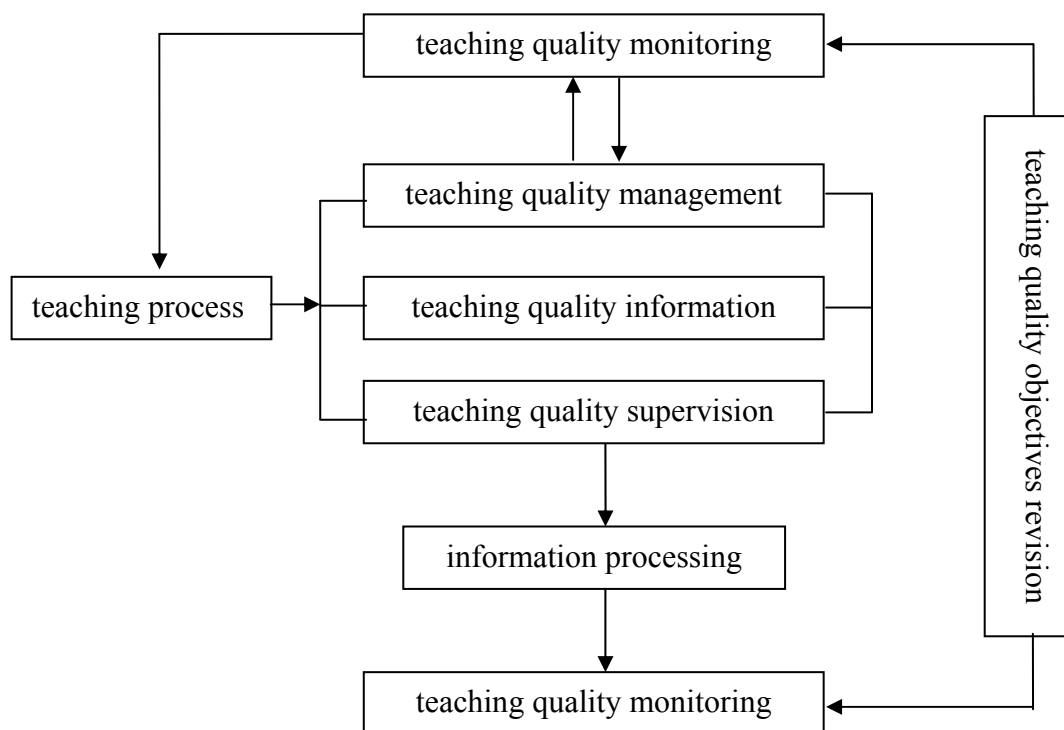 teaching quality monitoring
teaching quality management
teaching process
teaching quality information
teaching quality supervision
information processing
teaching quality monitoring
teaching quality objectives revision